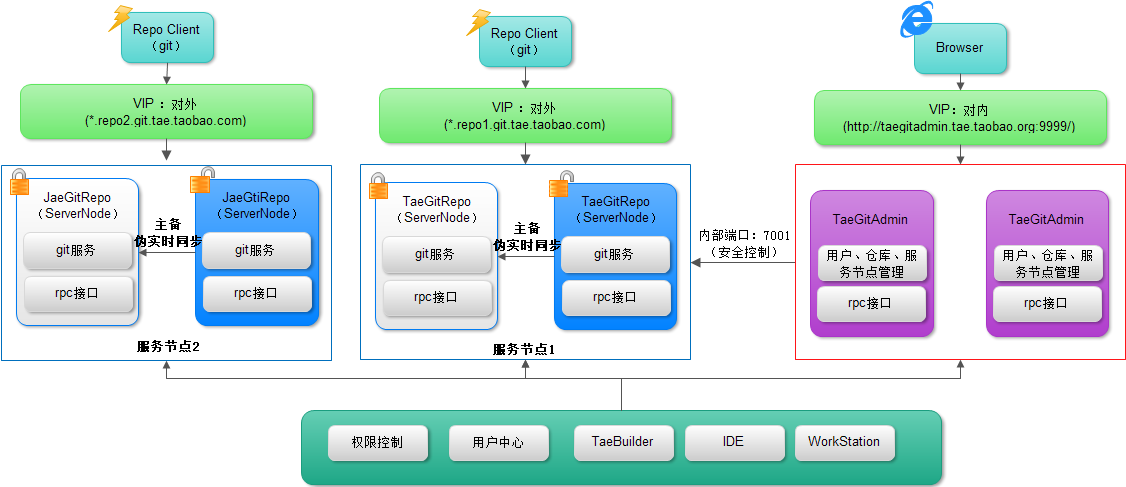 Repo Client
（git）
Repo Client
（git）
Browser
VIP ：对外
(*.repo2.git.tae.taobao.com)
VIP ：对外
(*.repo1.git.tae.taobao.com)
VIP：对内
(http://taegitadmin.tae.taobao.org:9999/)
JaeGitRepo
（ServerNode）
git服务
rpc接口
主备
伪实时同步
JaeGtiRepo
（ServerNode）
git服务
rpc接口
服务节点2
TaeGitRepo
（ServerNode）
git服务
rpc接口
主备
伪实时同步
TaeGitRepo
（ServerNode）
git服务
rpc接口
服务节点1
内部端口：7001
（安全控制）
TaeGitAdmin
用户、仓库、服
务节点管理
rpc接口
TaeGitAdmin
用户、仓库、服
务节点管理
rpc接口
权限控制
用户中心
TaeBuilder
IDE
WorkStation